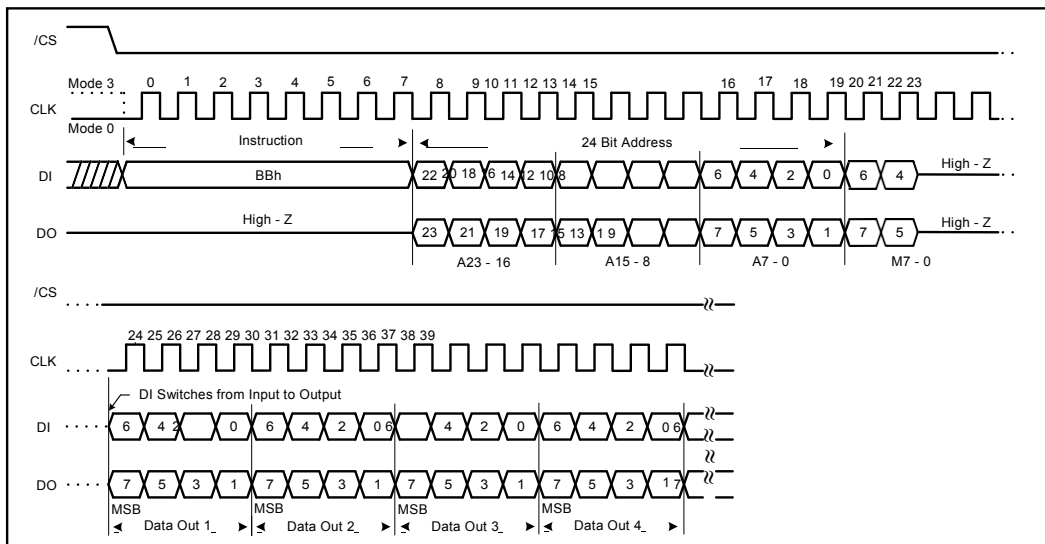 /CS
Mode 3 0 1 2 3 4 5 6 7 8 9 10 11 12 13 14 15 16 17 18 19 20 21 22 23
CLK
Mode 0
Instruction 24 Bit Address
DI BBh 22 20 18 16 14 12 10 8 6 4 2 0 6 4 High - Z
DO High - Z 23 21 19 17 15 13 1 9 7 5 3 1 7 5 High - Z
A23 - 16 A15 - 8 A7 - 0 M7 - 0
/CS
24 25 26 27 28 29 30 31 32 33 34 35 36 37 38 39
CLK
DI Switches from Input to Output
DI 6 4 2 0 6 4 2 0 6 4 2 0 6 4 2 0 6
DO 7 5 3 1 7 5 3 1 7 5 3 1 7 5 3 1 7
MSB MSB MSB MSB
Data Out 1 Data Out 2 Data Out 3 Data Out 4